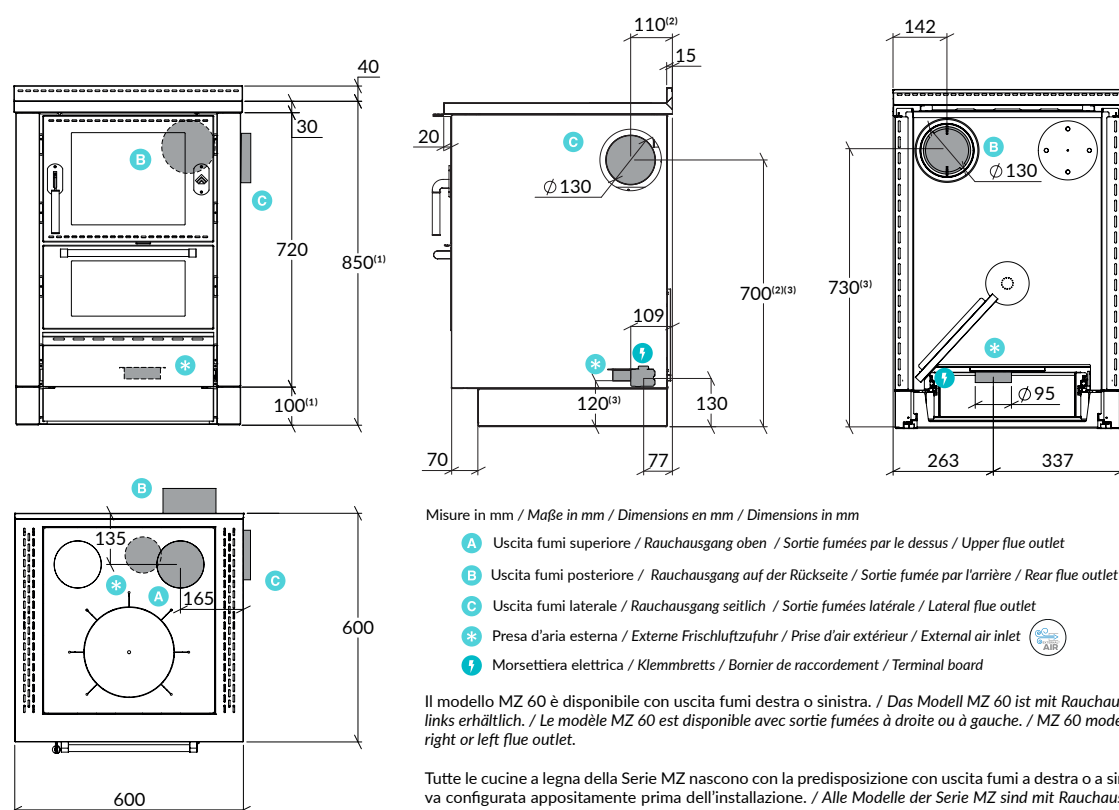 40
30
B
C
720
850(1)
*
100(1)
110(2)
15
20
C
Ø130
700(2)(3)
109
*
120(3)
130
70
77
142
B
Ø130
730(3)
*
Ø95
263
337
B
135
*
A
165
C
600
600
Misure in mm / Maße in mm / Dimensions en mm / Dimensions in mm
A Uscita fumi superiore / Rauchausgang oben / Sortie fumées par le dessus / Upper flue outlet
B Uscita fumi posteriore / Rauchausgang auf der Rückseite / Sortie fumée par l'arrière / Rear flue outlet
C Uscita fumi laterale / Rauchausgang seitlich / Sortie fumées latérale / Lateral flue outlet
* Presa d'aria esterna / Externe Frischluftzufuhr / Prise d'air extérieur / External air inlet AIR
Morsettiera elettrica / Klemmbretts / Bornier de raccordement / Terminal board
Il modello MZ 60 è disponibile con uscita fumi destra o sinistra. / Das Modell MZ 60 ist mit Rauchau
links erhältlich. / Le modèle MZ 60 est disponible avec sortie fumées à droite ou à gauche. / MZ 60 mode
right or left flue outlet.
Tutte le cucine a legna della Serie MZ nascono con la predisposizione con uscita fumi a destra o a sin
va configurata appositamente prima dell'installazione. / Alle Modelle der Serie MZ sind mit Rauchaus